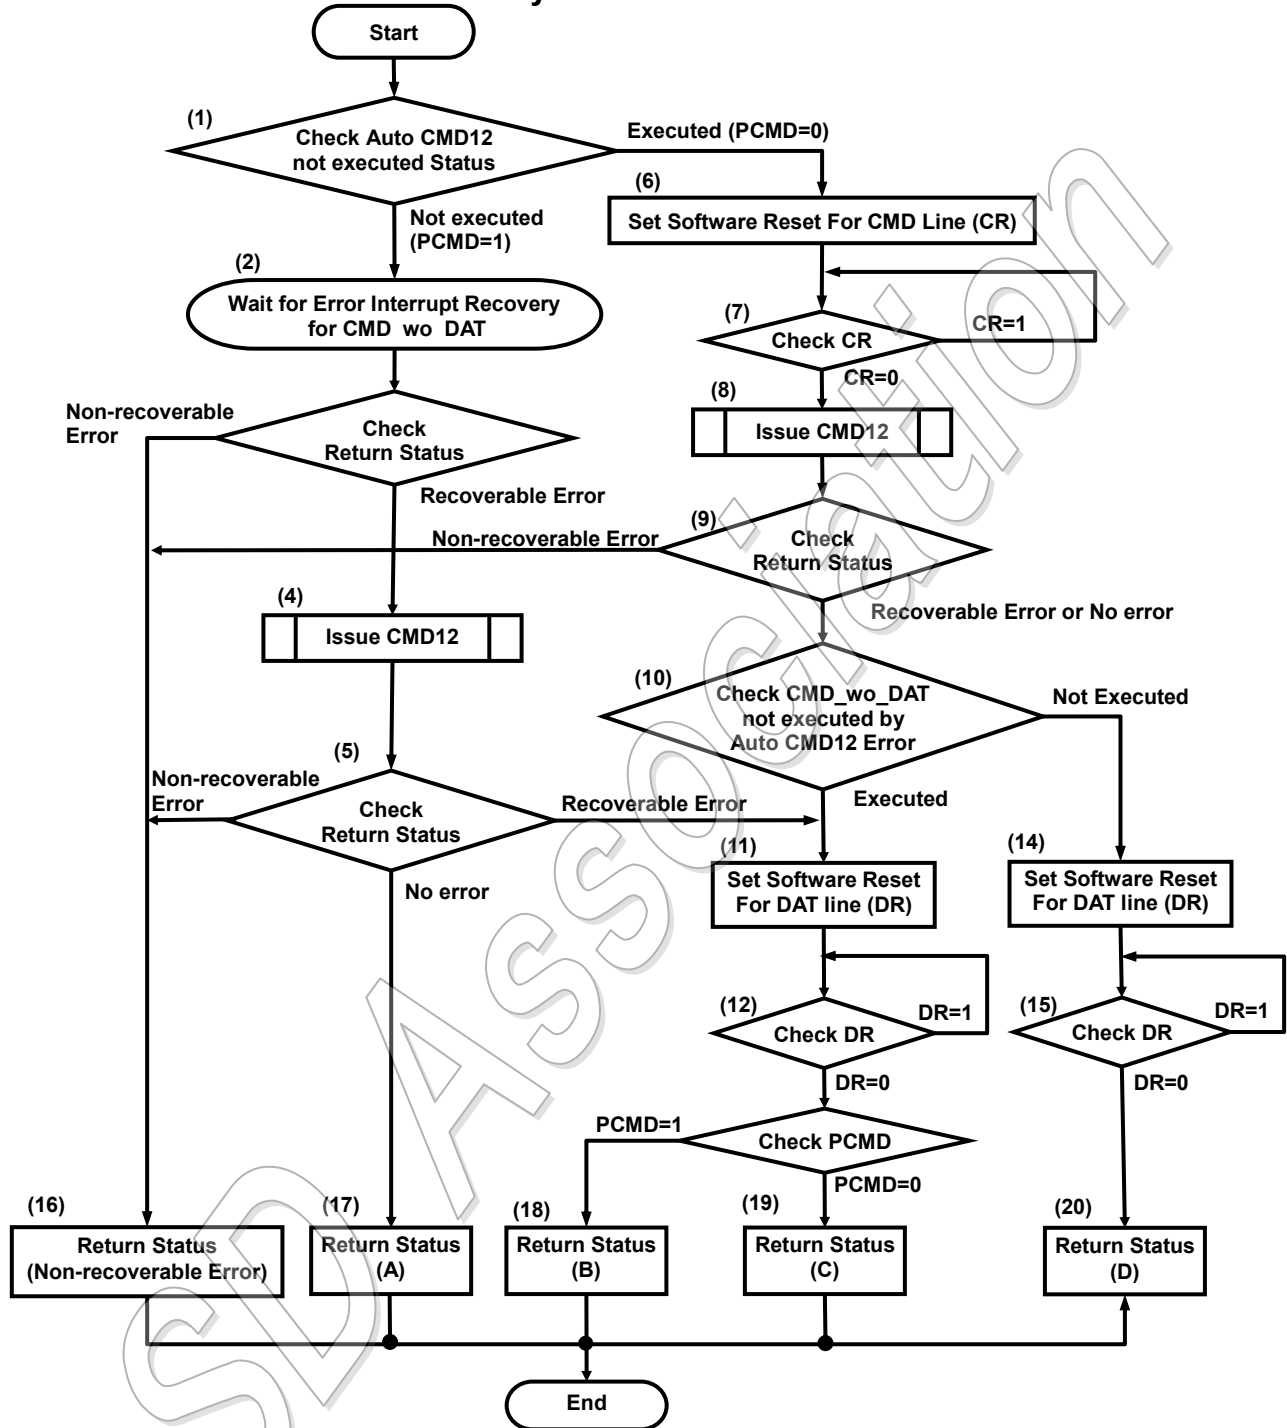 Start
(1)
Check Auto CMD12
not executed Status
Executed (PCMD=0)
Not executed
(PCMD=1)
(6)
Set Software Reset For CMD Line (CR)
(2)
Wait for Error Interrupt Recovery
for CMD_wo_DAT
(7)
Check CR
CR=1
CR=0
Non-recoverable
Error
Check
Return Status
(8)
Issue CMD12
Recoverable Error
(9)
Check
Return Status
Non-recoverable Error
Recoverable Error or No error
(4)
Issue CMD12
(10)
Check CMD_wo_DAT
not executed by
Auto CMD12 Error
Not Executed
Executed
(5)
Non-recoverable
Error
Check
Return Status
Recoverable Error
No error
(11)
Set Software Reset
For DAT line (DR)
(14)
Set Software Reset
For DAT line (DR)
(12)
Check DR
DR=1
DR=0
(15)
Check DR
DR=1
DR=0
PCMD=1
Check PCMD
PCMD=0
(16)
Return Status
(Non-recoverable Error)
(17)
Return Status
(A)
(18)
Return Status
(B)
(19)
Return Status
(C)
(20)
Return Status
(D)
End
SD Association